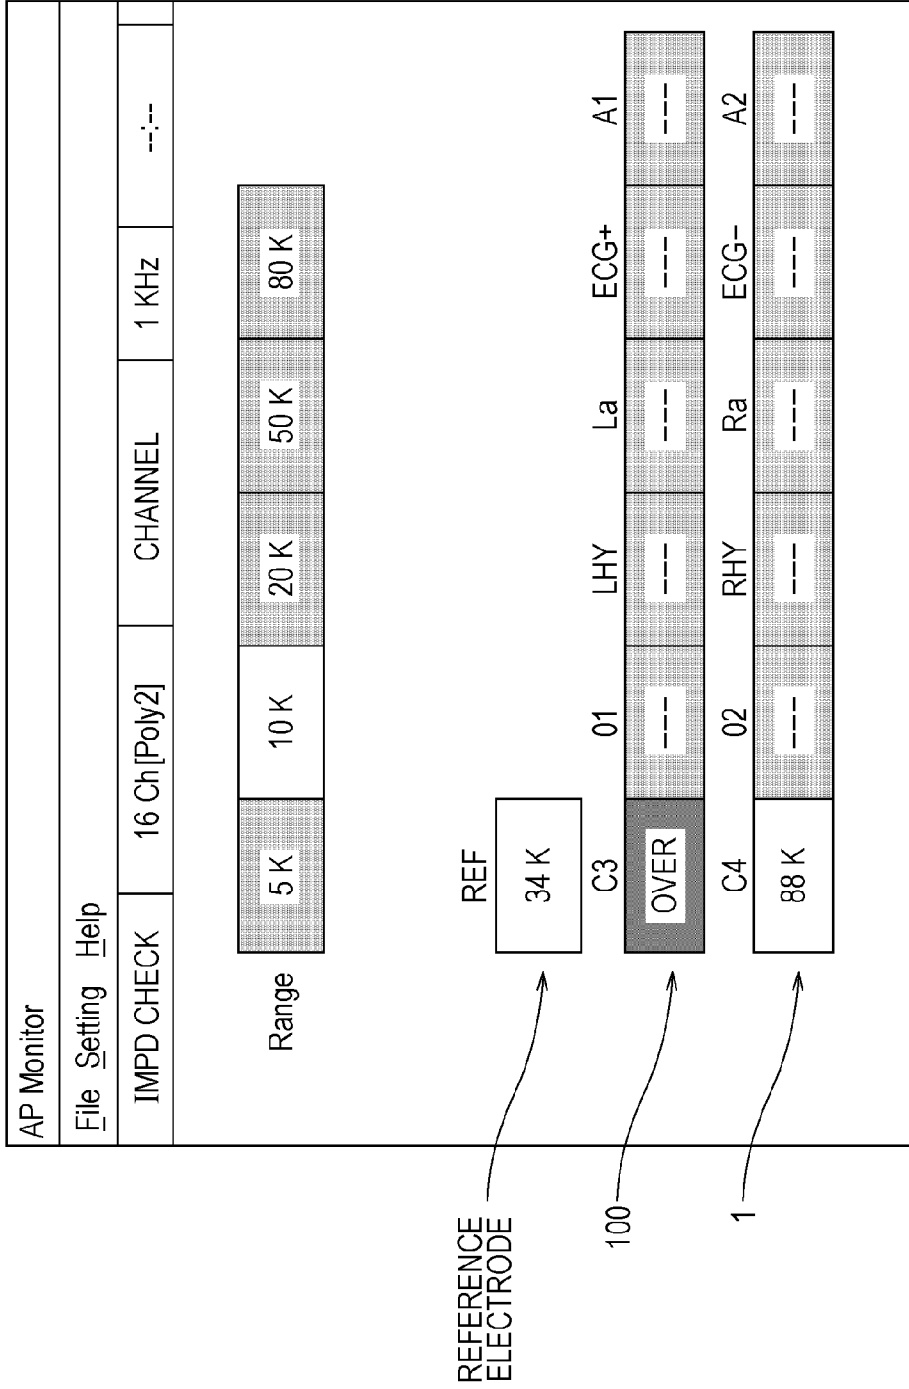 AP Monitor
File Setting Help
IMPD CHECK 16 Ch[Poly2] CHANNEL 1 KHz --:--
Range 5 K 10 K 20 K 50 K 80 K
REF
REFERENCE
ELECTRODE
34 K
C3 01 LHY La ECG+ A1
100 OVER ---- ---- ---- ---- ----
C4 02 RHY Ra ECG− A2
1 88 K ---- ---- ---- ---- ----